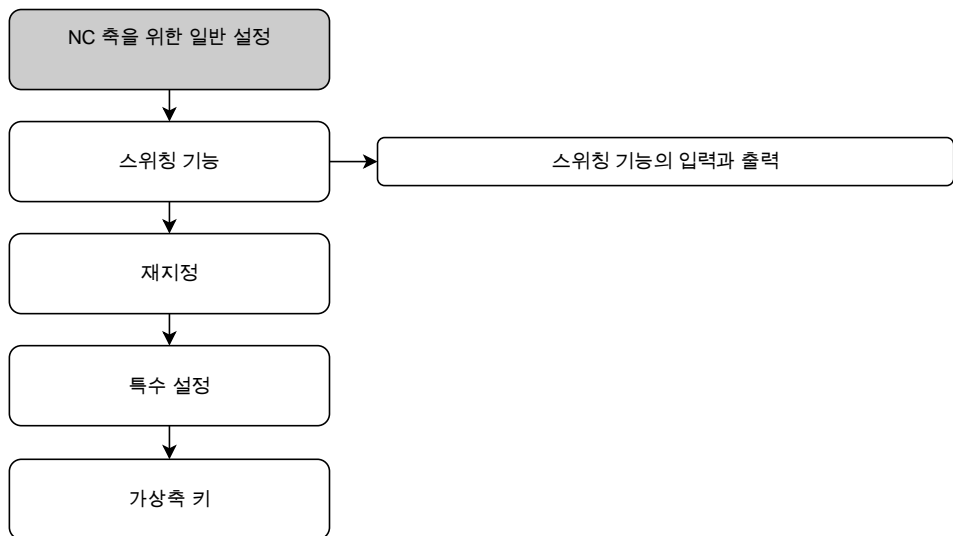 NC 축을 위한 일반 설정
스위칭 기능
스위칭 기능의 입력과 출력
재지정
특수 설정
가상축 키